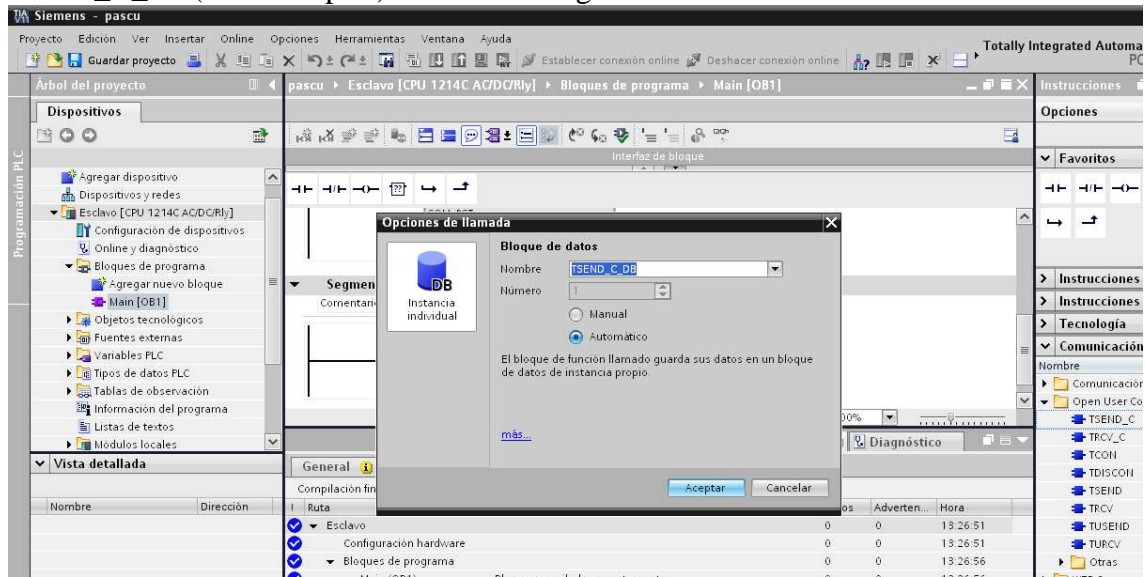 Siemens - pascu
Proyecto Edición Ver Insertar Online Opciones Herramientas Ventana Ayuda
Guardar proyecto Establecer conexión online Deshacer conexión online
Totally Integrated Automa
PO
Árbol del proyecto
pascu Esclavo [CPU 1214C AC/DC/Rly] Bloques de programa Main [OB1]
Instrucciones
Dispositivos
Opciones
Interfaz de bloque
Favoritos
Programación PLC
Agregar dispositivo
Dispositivos y redes
Esclavo [CPU 1214C AC/DC/Rly]
Configuración de dispositivos
Online y diagnóstico
Bloques de programa
Agregar nuevo bloque
Main [OB1]
Objetos tecnológicos
Fuentes externas
Variables PLC
Tipos de datos PLC
Tablas de observación
Información del programa
Listas de textos
Módulos locales
Segmen
Comentari
Opciones de llamada
Instancia
individual
DB
Bloque de datos
Nombre TSEND_C_DB
Número 1
Manual
Automático
El bloque de función llamado guarda sus datos en un bloque
de datos de instancia propio.
más...
Aceptar Cancelar
Instrucciones
Instrucciones
Tecnología
Comunicación
Nombre
Comunicación
Open User Co
TSEND_C
TRCV_C
TCON
TDISCON
TSEND
TRCV
TUSEND
TURCV
Otras
Vista detallada
Nombre Dirección
Diagnóstico
General
Compilación fin
! Ruta os Adverten... Hora
Esclavo 0 0 13:26:51
Configuración hardware 0 0 13:26:51
Bloques de programa 0 0 13:26:56